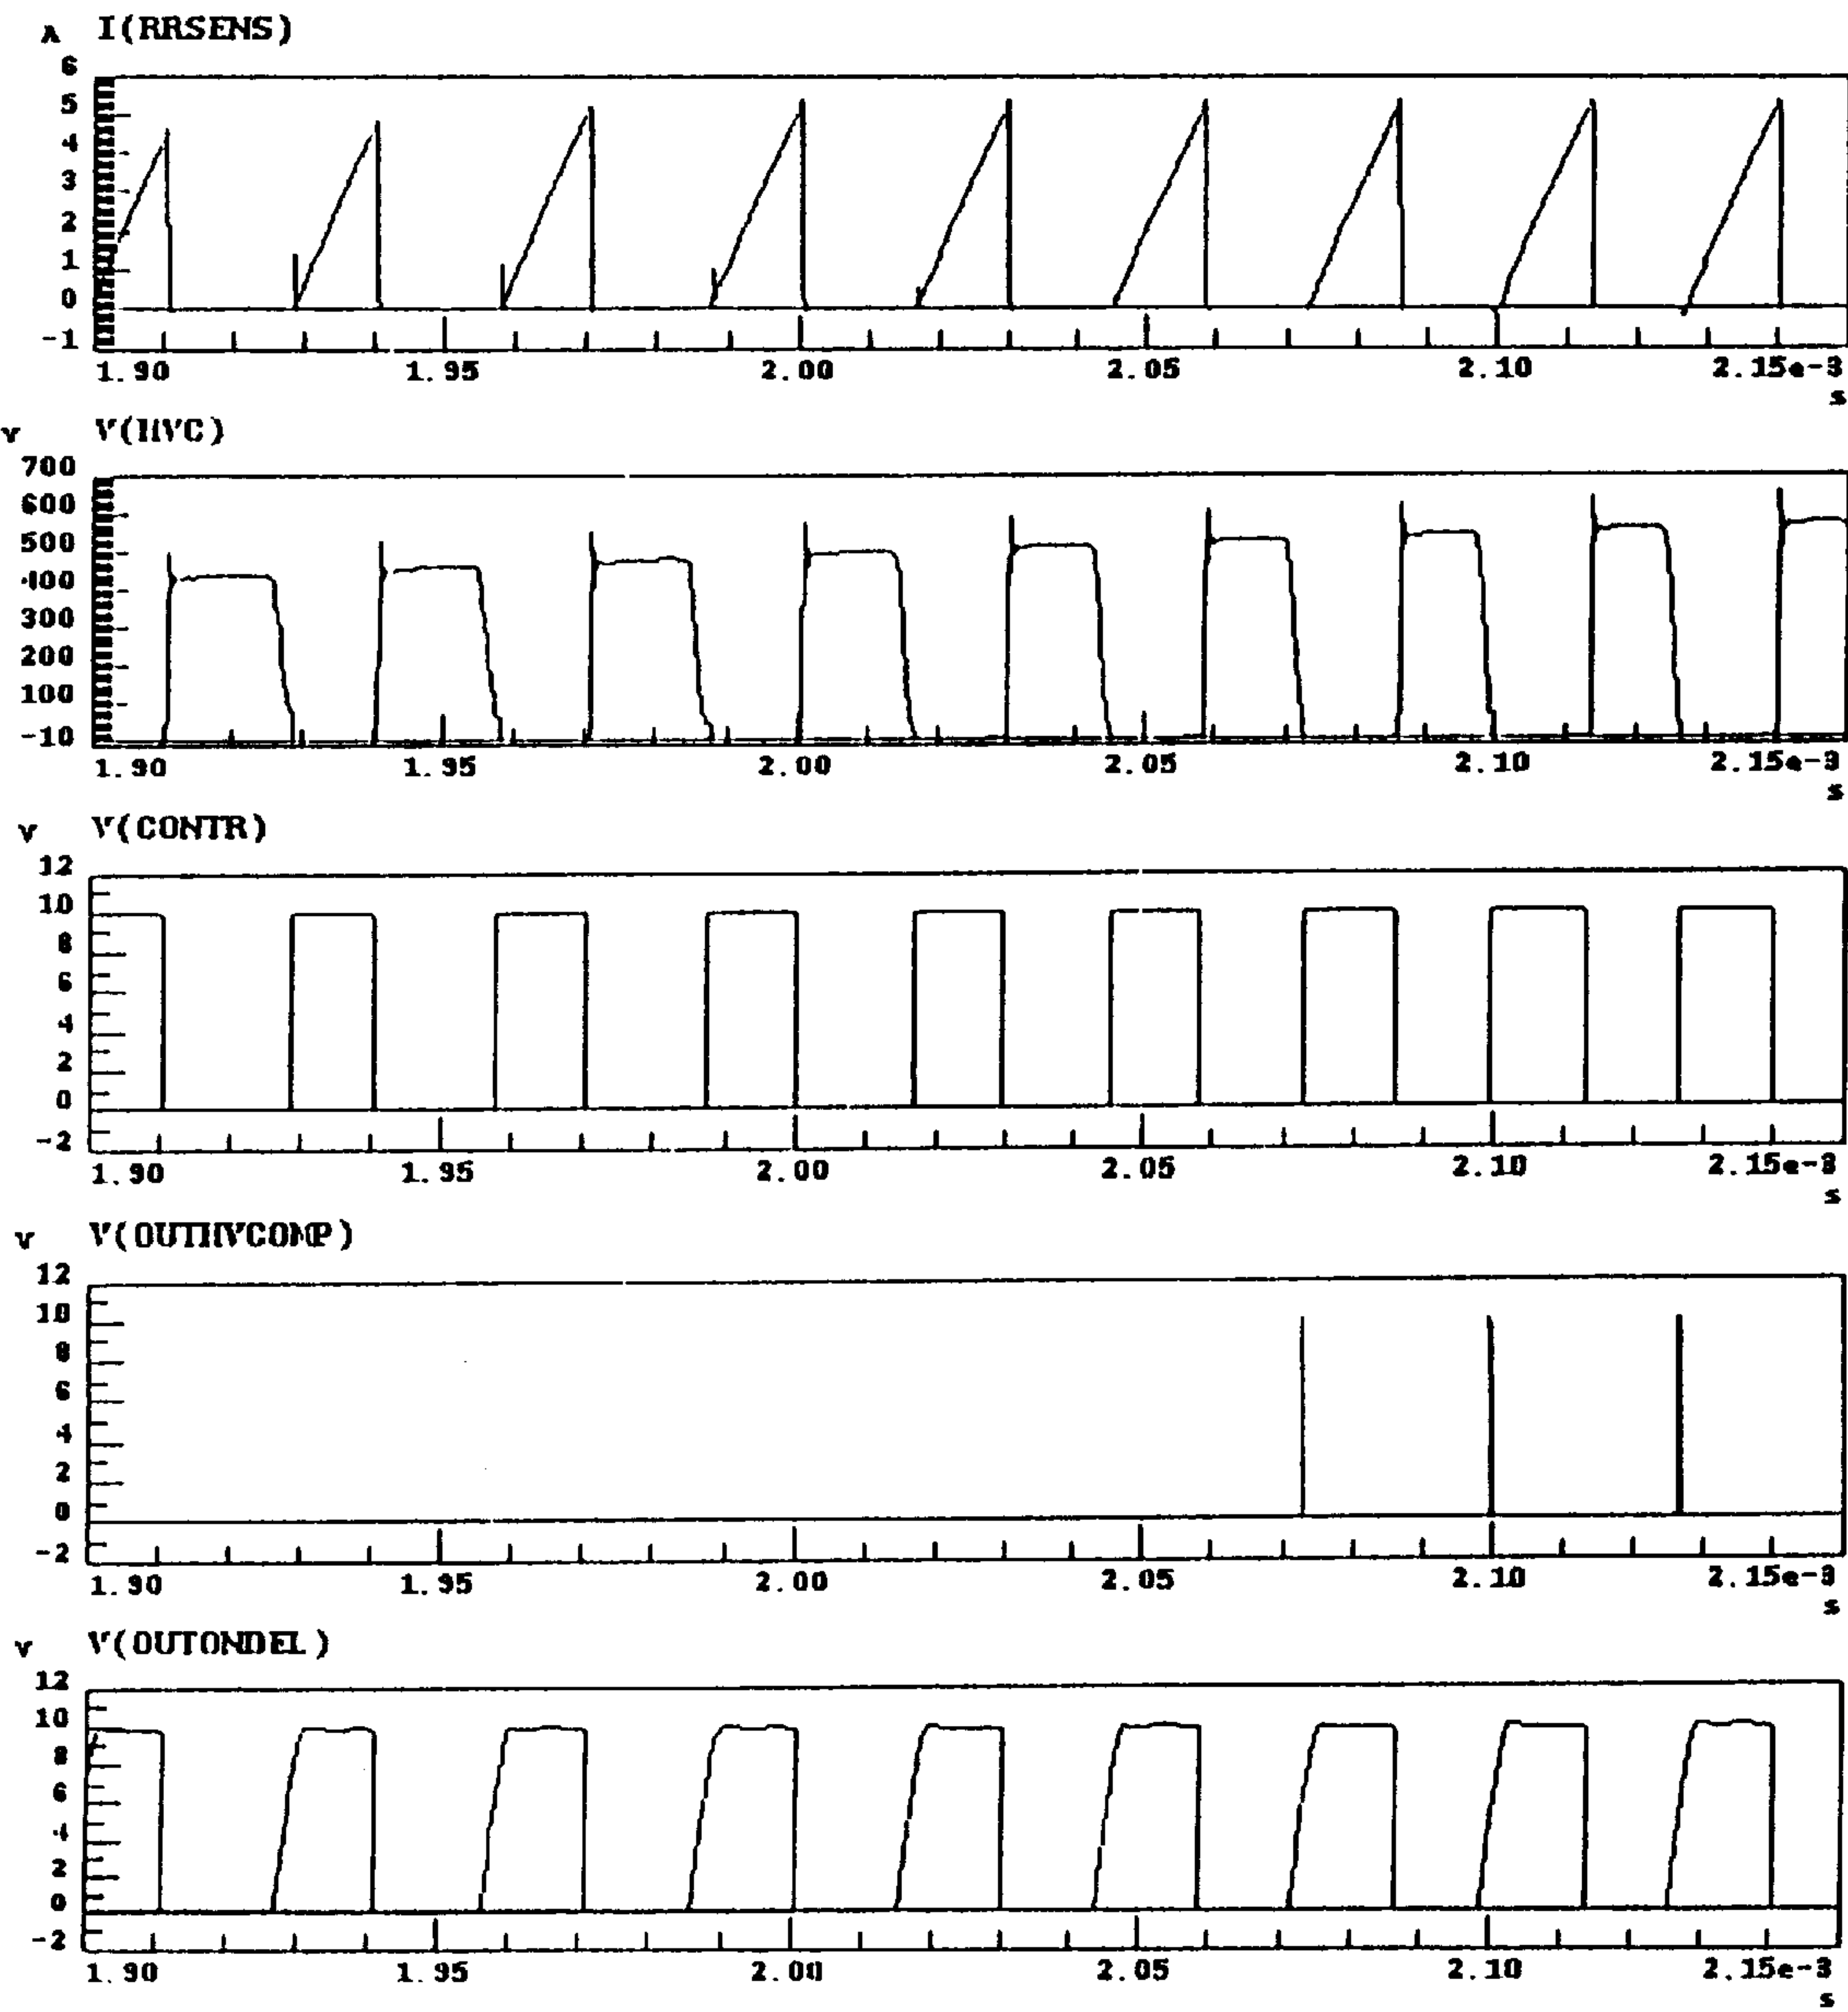 A I(RRSENS)
6
5
4
3
2
1
0
-1
1.90 1.95 2.00 2.05 2.10 2.15e-3
s
V V(HVC)
700
600
500
400
300
200
100
-10
1.90 1.95 2.00 2.05 2.10 2.15e-3
s
V V(CONTR)
12
10
8
6
4
2
0
-2
1.90 1.95 2.00 2.05 2.10 2.15e-3
s
V V(OUTHVCOMP)
12
10
8
6
4
2
0
-2
1.90 1.95 2.00 2.05 2.10 2.15e-3
s
V V(OUTONDEL)
12
10
8
6
4
2
0
-2
1.90 1.95 2.00 2.05 2.10 2.15e-3
s